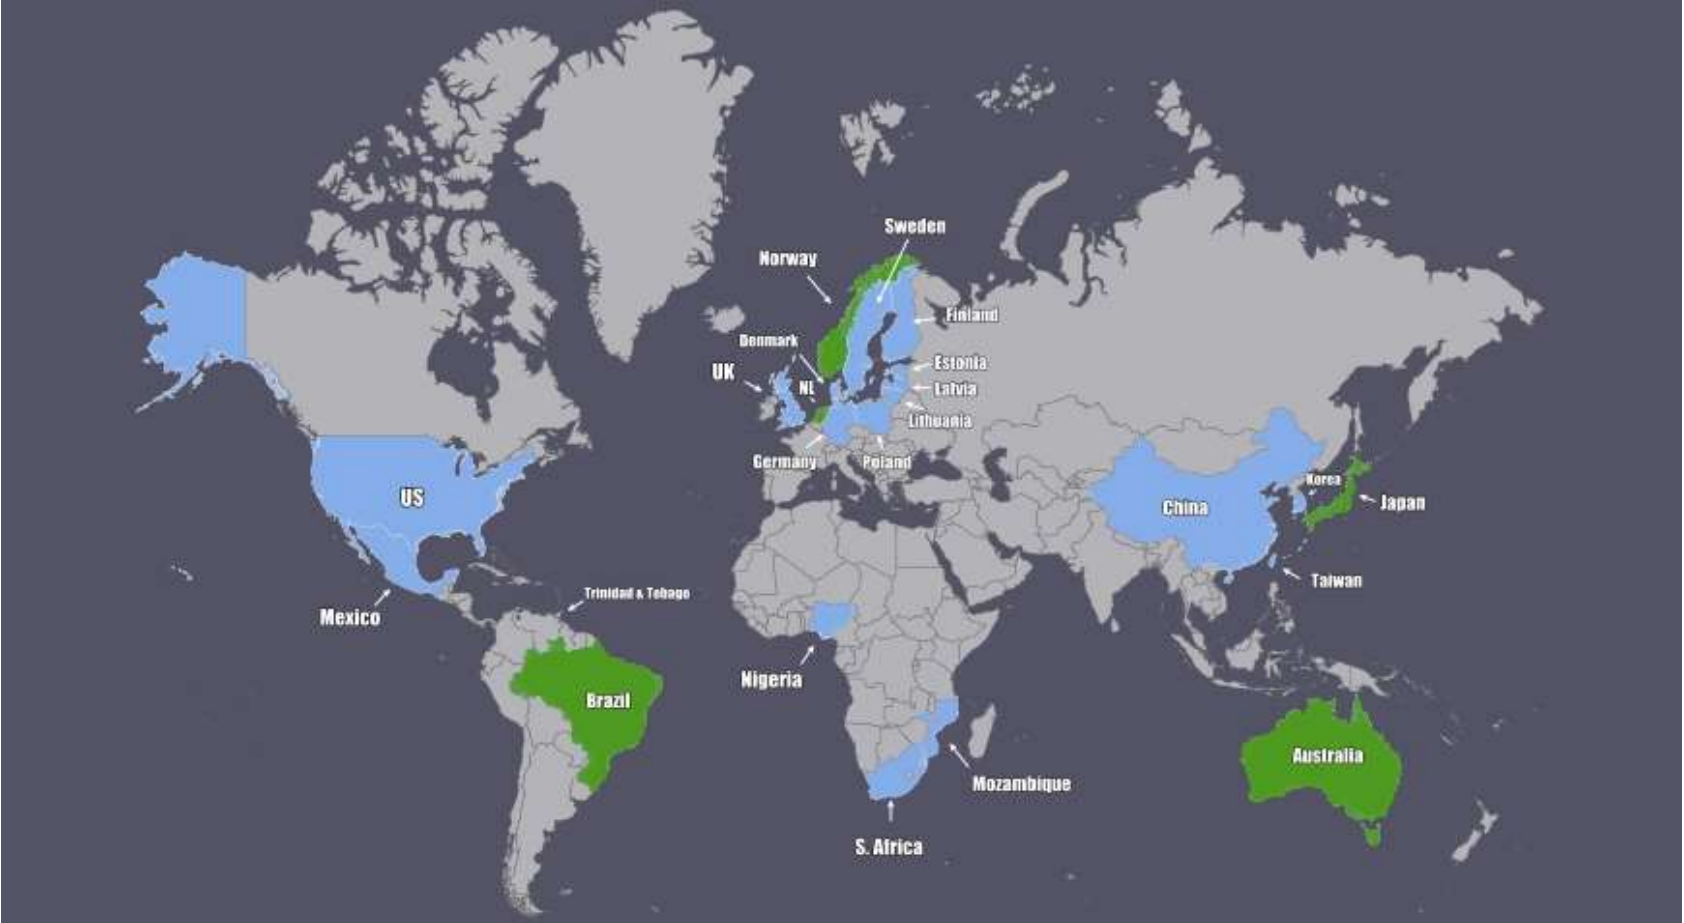 Sweden
Norway
Finland
Denmark
Estonia
UK
NL
Latvia
Lithuania
Germany
Poland
Korea
US
China
Japan
Taiwan
Trinidad & Tobago
Mexico
Nigeria
Brazil
Australia
Mozambique
S. Africa